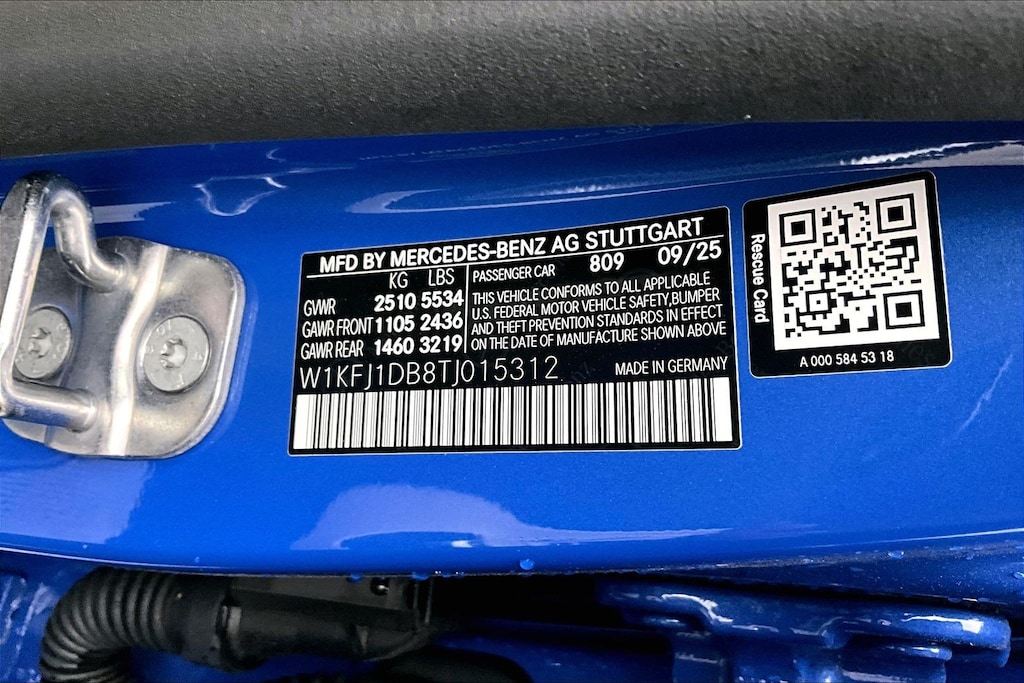 MFD BY MERCEDES-BENZ AG STUTTGART
KG LBS
GVWR 2510 5534
GAWR FRONT 1105 2436
GAWR REAR 1460 3219
PASSENGER CAR 809 09/25
THIS VEHICLE CONFORMS TO ALL APPLICABLE
U.S. FEDERAL MOTOR VEHICLE SAFETY, BUMPER
AND THEFT PREVENTION STANDARDS IN EFFECT
ON THE DATE OF MANUFACTURE SHOWN ABOVE
W1KFJ1DB8TJ015312
MADE IN GERMANY
Rescue Card
A 000 584 53 18